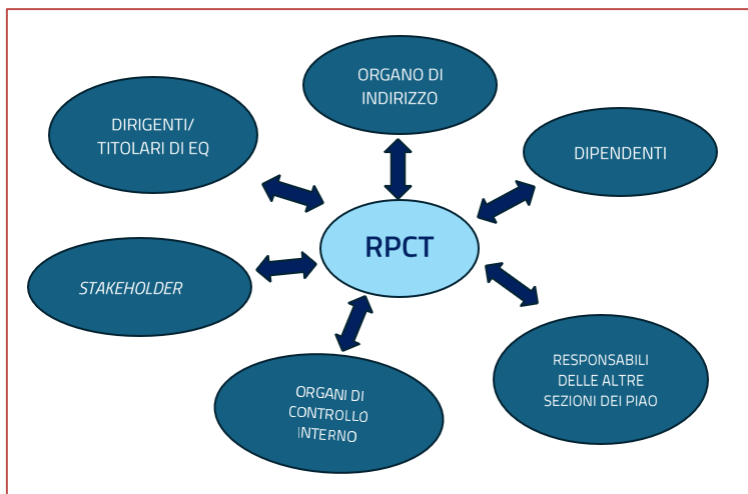 ORGANO DI
INDIRIZZO
DIRIGENTI/
TITOLARI DI EQ
DIPENDENTI
RPCT
STAKEHOLDER
RESPONSABILI
DELLE ALTRE
SEZIONI DEI PIAO
ORGANI DI
CONTROLLO
INTERNO